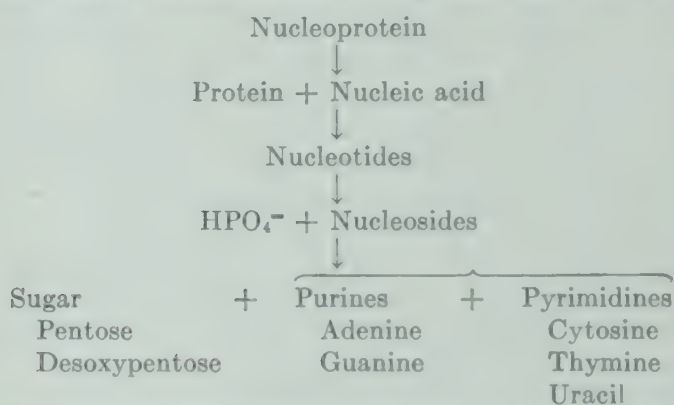 Nucleoprotein
↓
Protein + Nucleic acid
↓
Nucleotides
↓
HPO₄⁻ + Nucleosides
↓
Sugar + Purines + Pyrimidines
Pentose Adenine Cytosine
Desoxypentose Guanine Thymine
Uracil